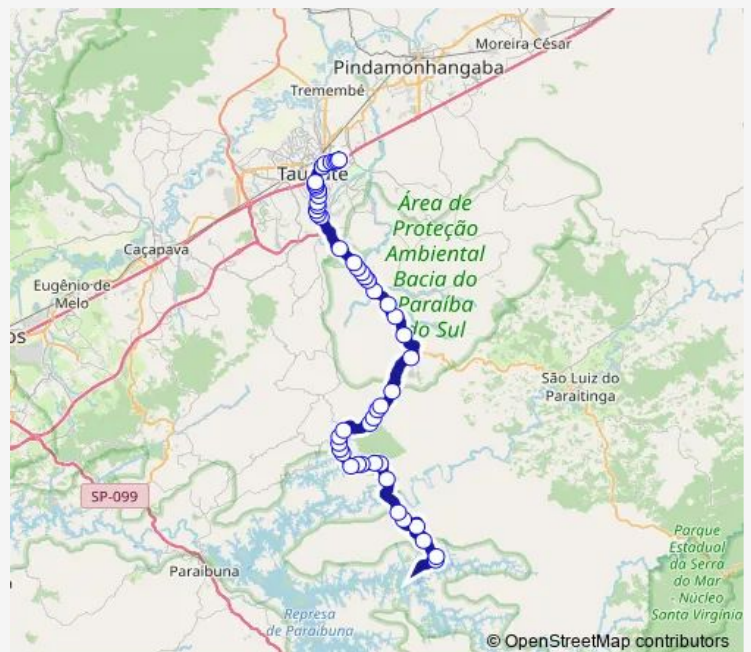 Moreira César
Pindamonhangaba
Tremembé
Taubaté
Área de
Proteção
Ambiental
Bacia do
Paraíba
do Sul
Caçapava
Eugênio de
Melo
os
São Luiz do
Paraitinga
SP-099
Paraibuna
Represa
de Paraibuna
Parque
Estadual
da Serra
do Mar
- Núcleo
Santa Virgínia
© OpenStreetMap contributors